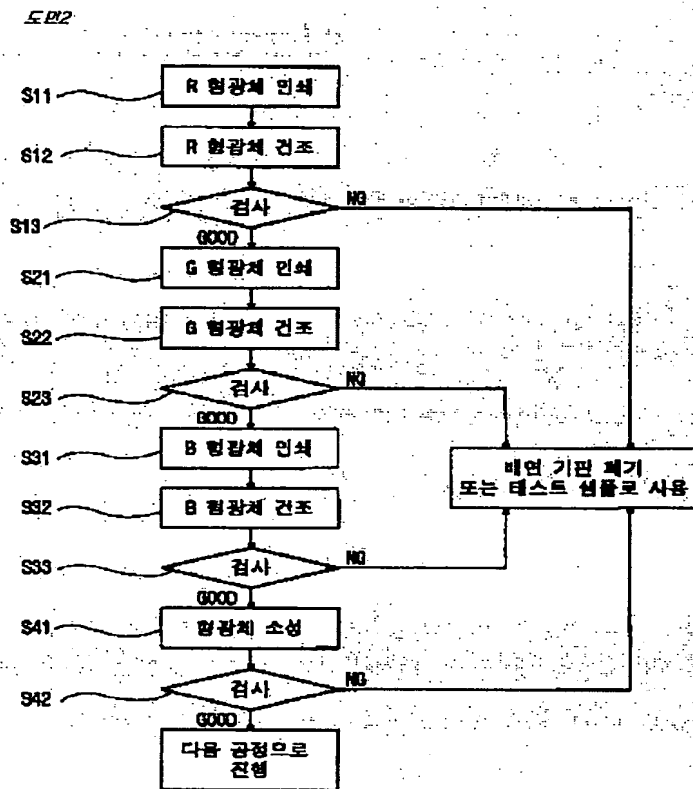 도면2
S11 R 형광체 인쇄
S12 R 형광체 건조
S13 검사 NG
GOOD
S21 G 형광체 인쇄
S22 G 형광체 건조
S23 검사 NG
GOOD
S31 B 형광체 인쇄
배면 기판 폐기
또는 테스트 샘플로 사용
S32 B 형광체 건조
S33 검사 NG
GOOD
S41 형광체 소성
S42 검사 NG
GOOD
다음 공정으로
진행